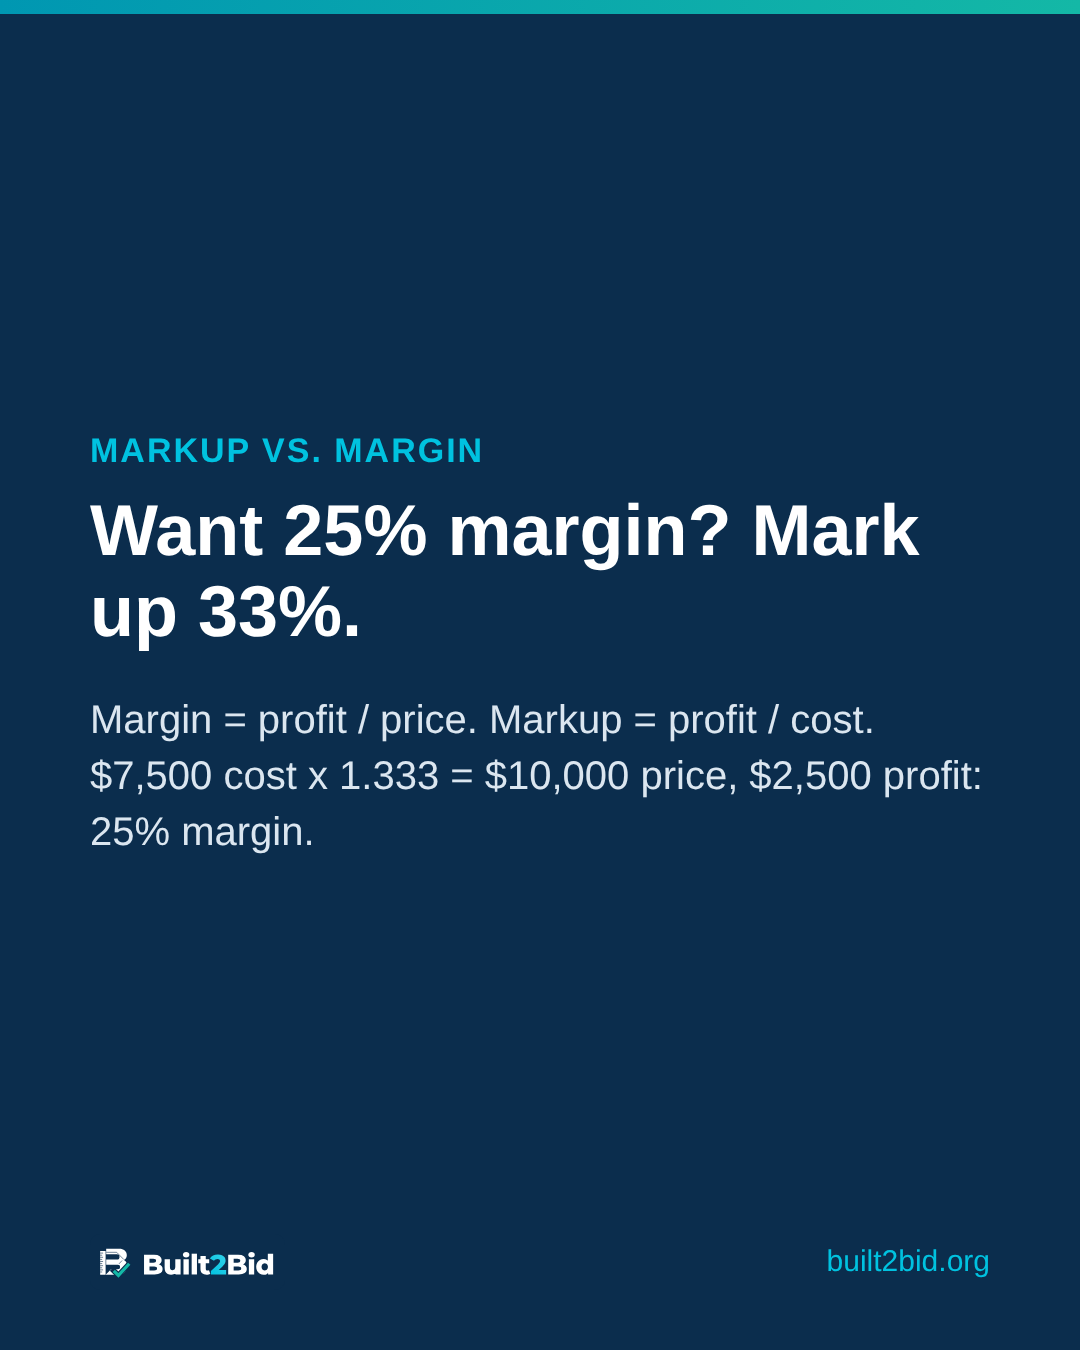 MARKUP VS. MARGIN
Want 25% margin? Mark
up 33%.
Margin = profit / price. Markup = profit / cost.
$7,500 cost x 1.333 = $10,000 price, $2,500 profit:
25% margin.
Built2Bid
built2bid.org